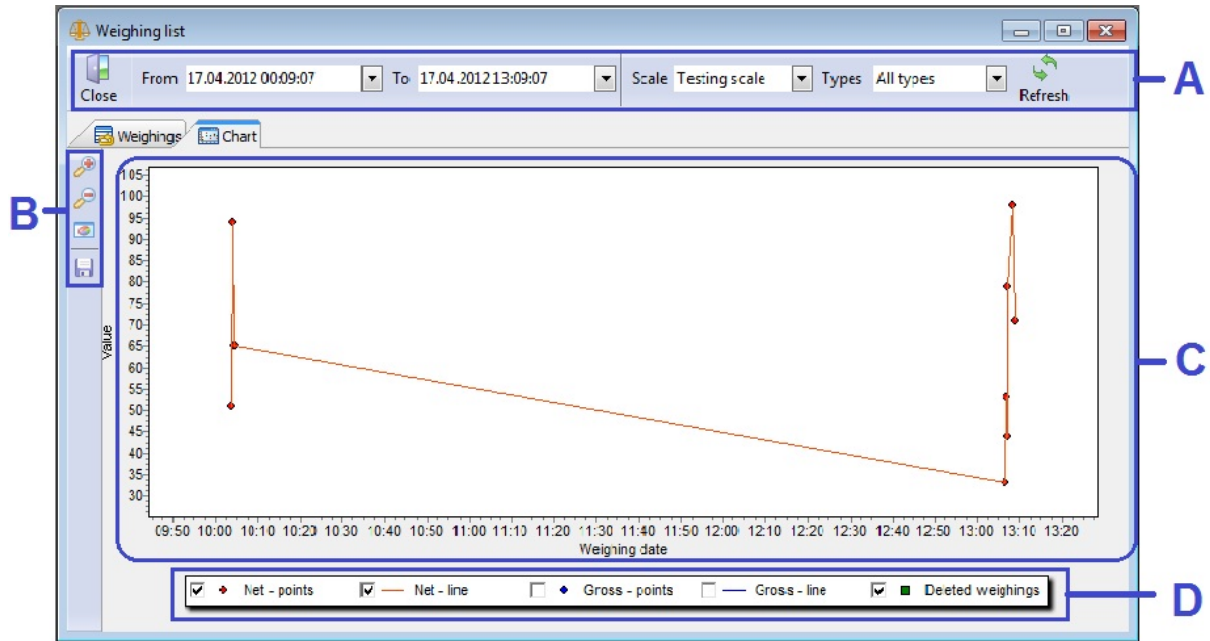 Weighing list
Close From 17.04.2012 00:09:07 To 17.04.2012 13:09:07 Scale Testing scale Types All types Refresh
A
Weighings Chart
B
105
100
95
90
85
80
75
70
65
60
55
50
45
40
35
30
Value
C
09:50 10:00 10:10 10:20 10:30 10:40 10:50 11:00 11:10 11:20 11:30 11:40 11:50 12:00 12:10 12:20 12:30 12:40 12:50 13:00 13:10 13:20
Weighing date
Net - points Net - line Gross - points Gross - line Deeted weighings
D